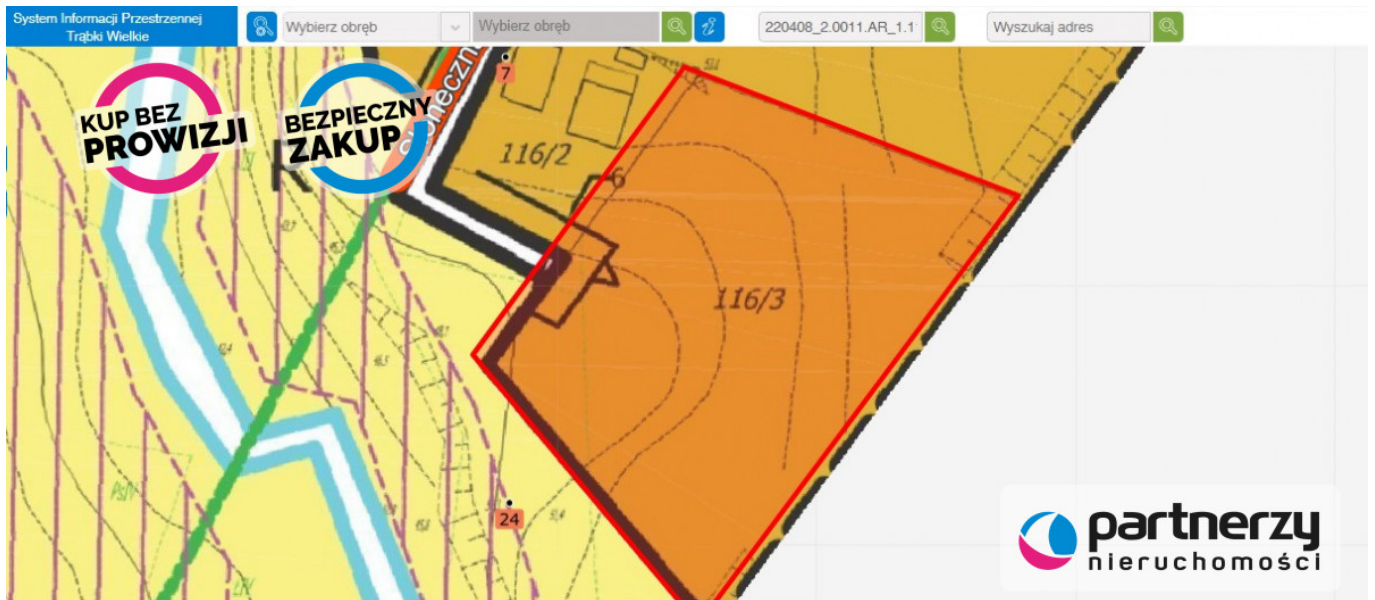 System Informacji Przestrzennej
Trąbki Wielkie
Wybierz obręb
Wybierz obręb
220408_2.0011.AR_1.1
Wyszukaj adres
KUP BEZ
PROWIZJI
BEZPIECZNY
ZAKUP
7
116/2
6
116/3
24
PsIV
partnerzy
nieruchomości